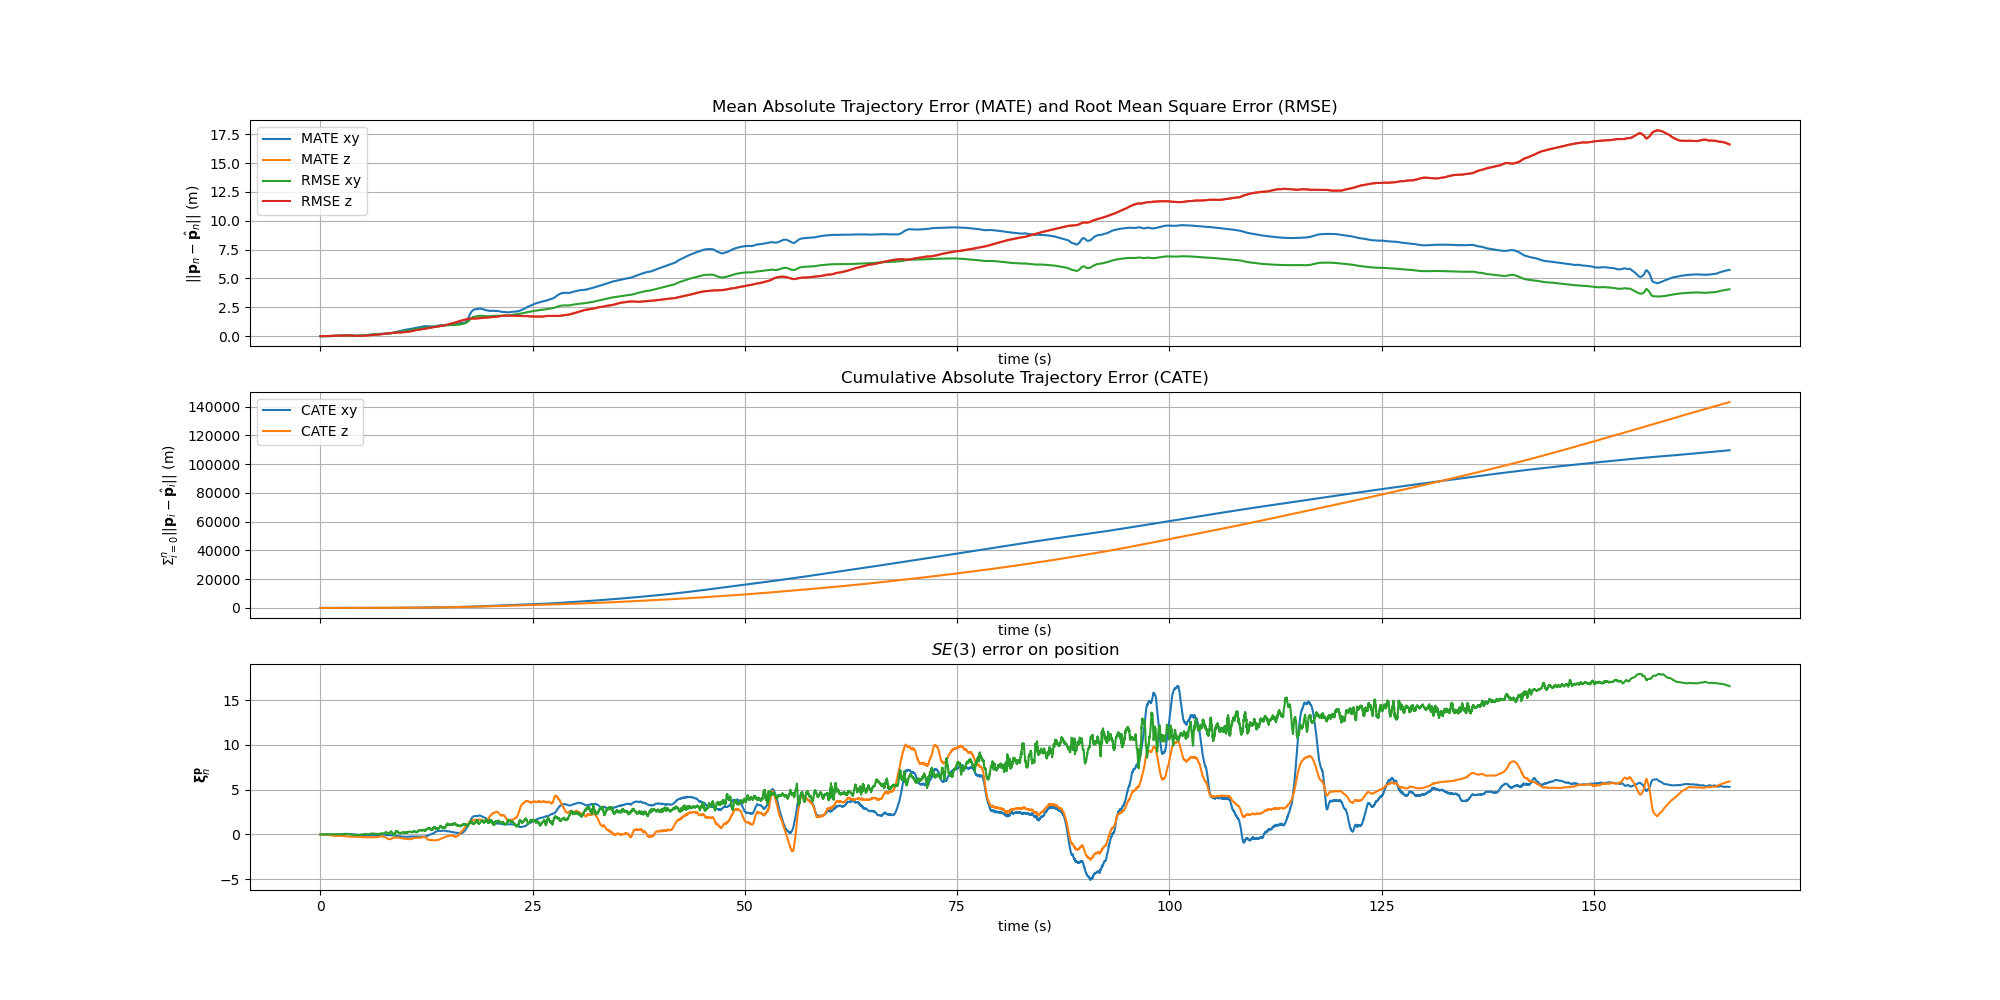 Mean Absolute Trajectory Error (MATE) and Root Mean Square Error (RMSE)
||𝐩ₙ − 𝐩̂ₙ|| (m)
17.5
15.0
12.5
10.0
7.5
5.0
2.5
0.0
MATE xy
MATE z
RMSE xy
RMSE z
time (s)
Cumulative Absolute Trajectory Error (CATE)
Σⁿᵢ₌₀||𝐩ᵢ − 𝐩̂ᵢ|| (m)
140000
120000
100000
80000
60000
40000
20000
0
CATE xy
CATE z
time (s)
SE(3) error on position
𝛏ₙᵖ
15
10
5
0
−5
0 25 50 75 100 125 150
time (s)